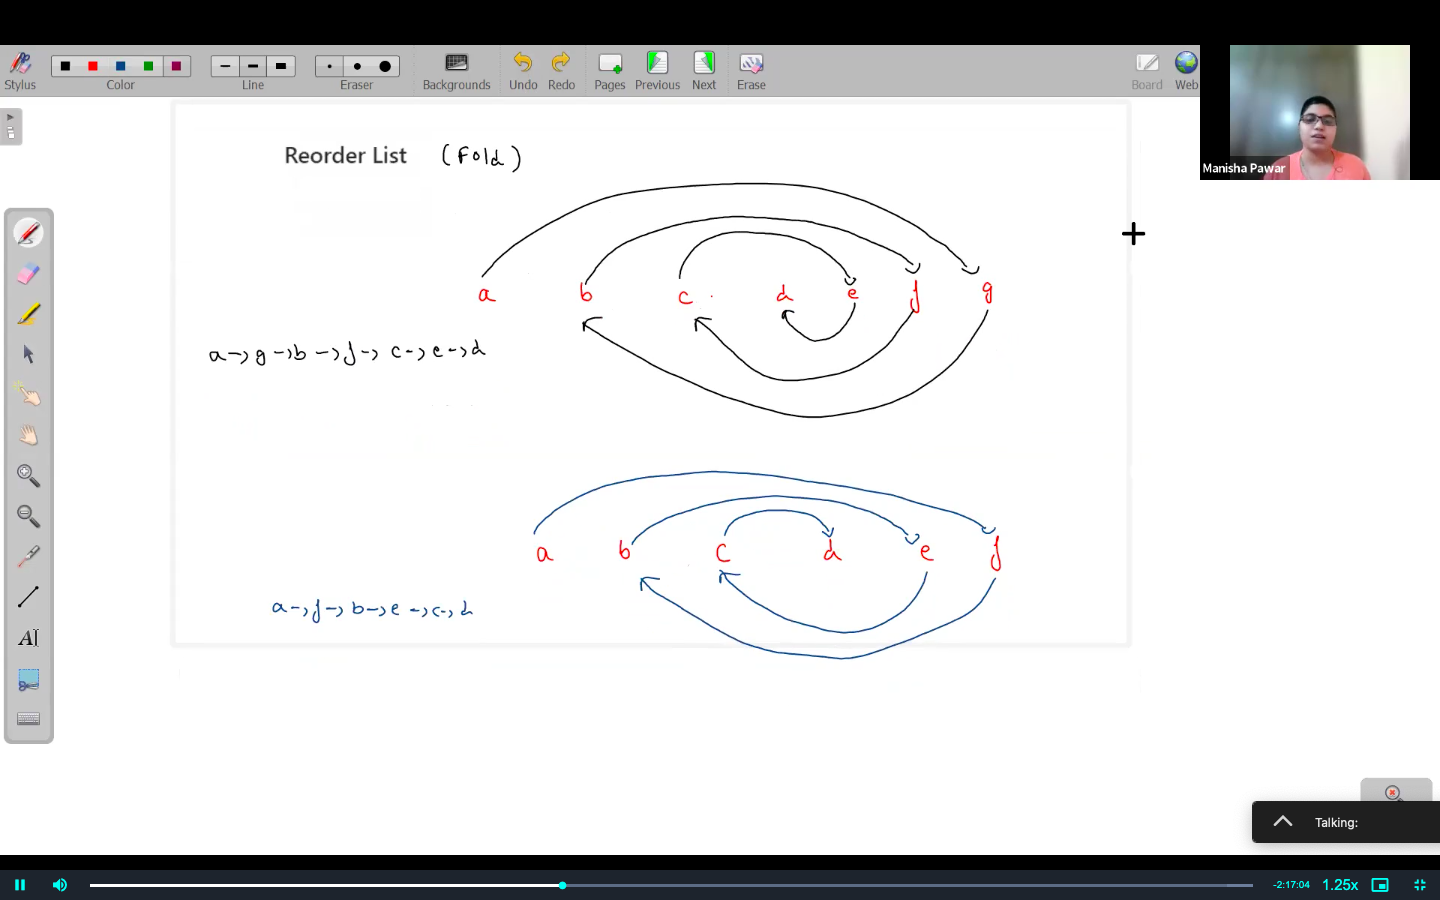 Stylus Color Line Eraser Backgrounds Undo Redo Pages Previous Next Erase Board Web
Manisha Pawar
Reorder List (Fold)
a b c d e f g
a->g->b->f->c->e->d
a b c d e f
a->f->b->e->c->d
AI
Talking:
-2:17:04 1.25x